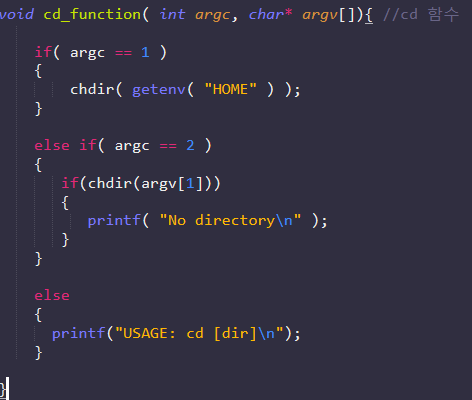 void cd_function( int argc, char* argv[]){ //cd 함수
if( argc == 1 )
{
chdir( getenv( "HOME" ) );
}
else if( argc == 2 )
{
if(chdir(argv[1]))
{
printf( "No directory\n" );
}
}
else
{
printf("USAGE: cd [dir]\n");
}
}